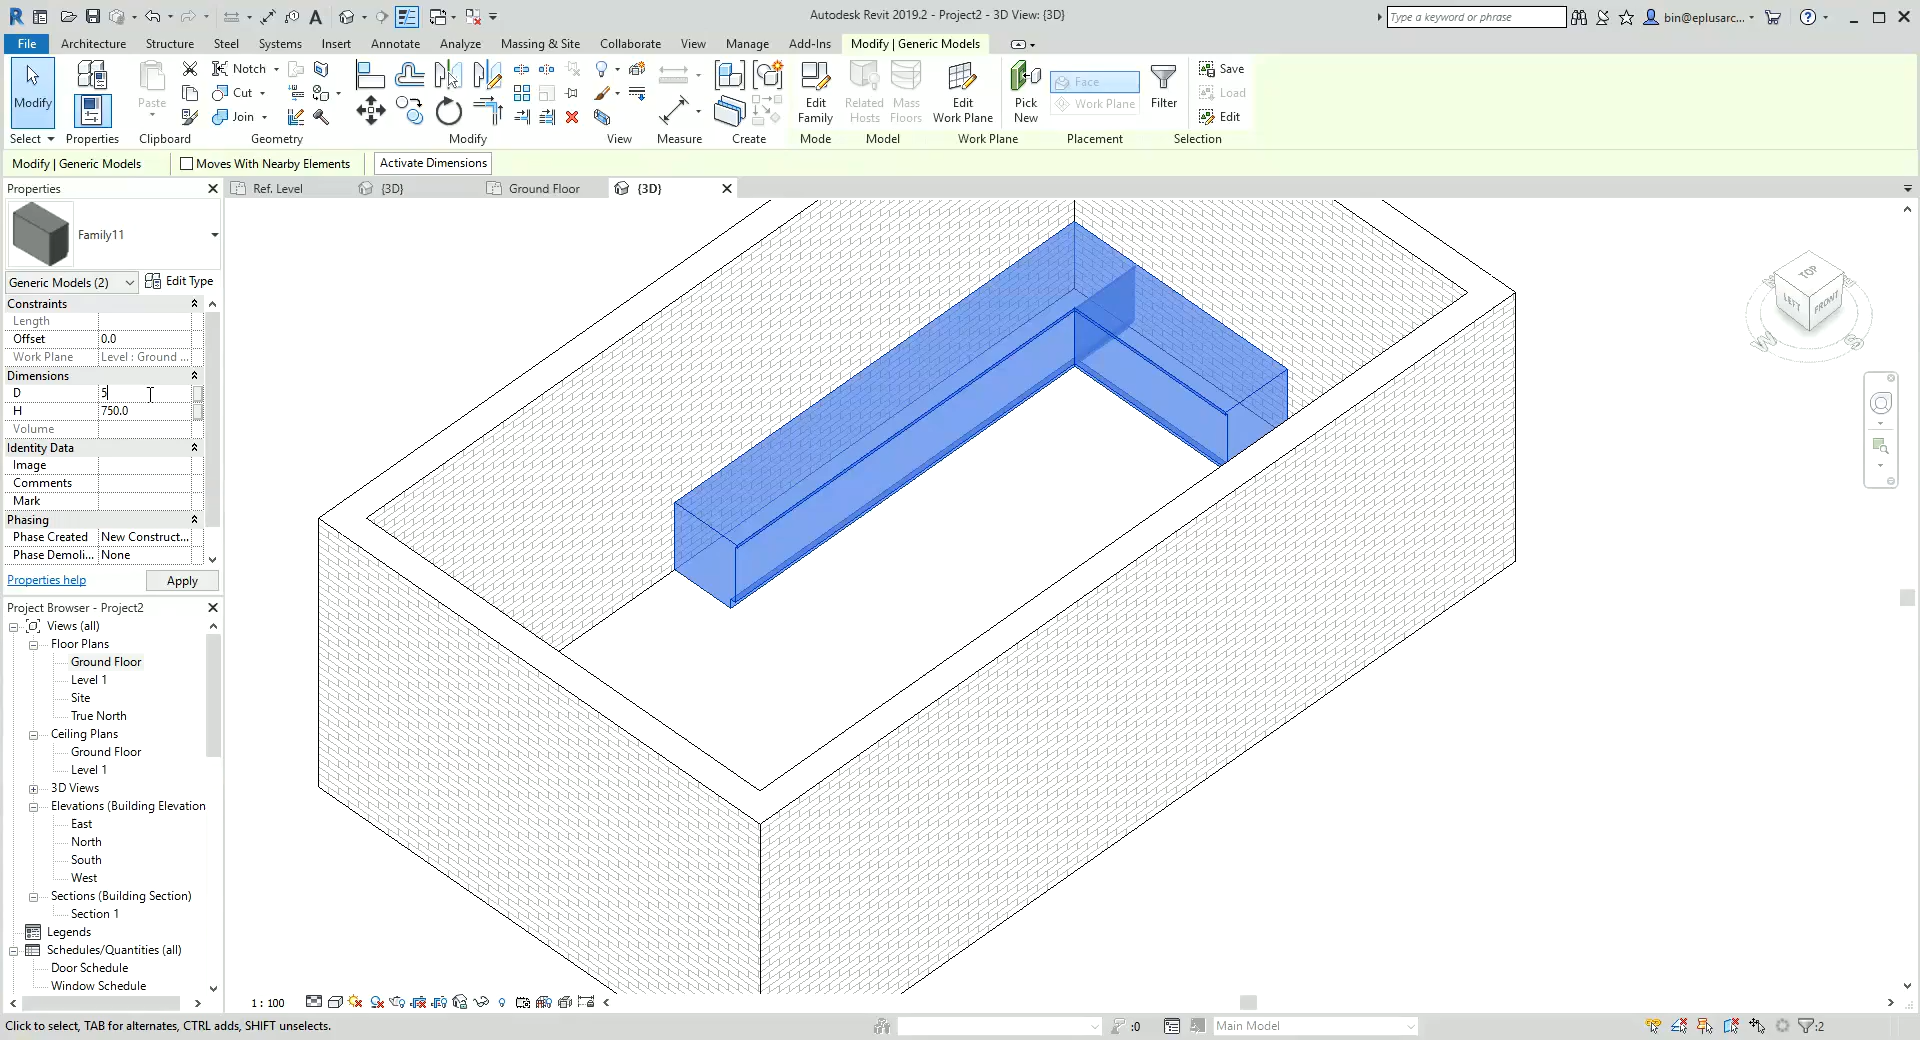 Autodesk Revit 2019.2 - Project2 - 3D View: {3D}
Type a keyword or phrase
bin@eplusarc...
File Architecture Structure Steel Systems Insert Annotate Analyze Massing & Site Collaborate View Manage Add-Ins Modify | Generic Models
Modify
Paste
Notch
Cut
Join
Edit Family
Related Hosts
Mass Floors
Edit Work Plane
Pick New
Face
Work Plane
Filter
Save
Load
Edit
Select Properties Clipboard Geometry Modify View Measure Create Mode Model Work Plane Placement Selection
Modify | Generic Models Moves With Nearby Elements Activate Dimensions
Properties
Ref. Level {3D} Ground Floor {3D}
Family11
Generic Models (2) Edit Type
Constraints
Length
Offset 0.0
Work Plane Level : Ground ...
Dimensions
D 5
H 750.0
Volume
Identity Data
Image
Comments
Mark
Phasing
Phase Created New Construct...
Phase Demoli... None
Properties help Apply
Project Browser - Project2
Views (all)
Floor Plans
Ground Floor
Level 1
Site
True North
Ceiling Plans
Ground Floor
Level 1
3D Views
Elevations (Building Elevation
East
North
South
West
Sections (Building Section)
Section 1
Legends
Schedules/Quantities (all)
Door Schedule
Window Schedule
TOP
LEFT
FRONT
W
S
1 : 100
Click to select, TAB for alternates, CTRL adds, SHIFT unselects.
:0
Main Model
:2